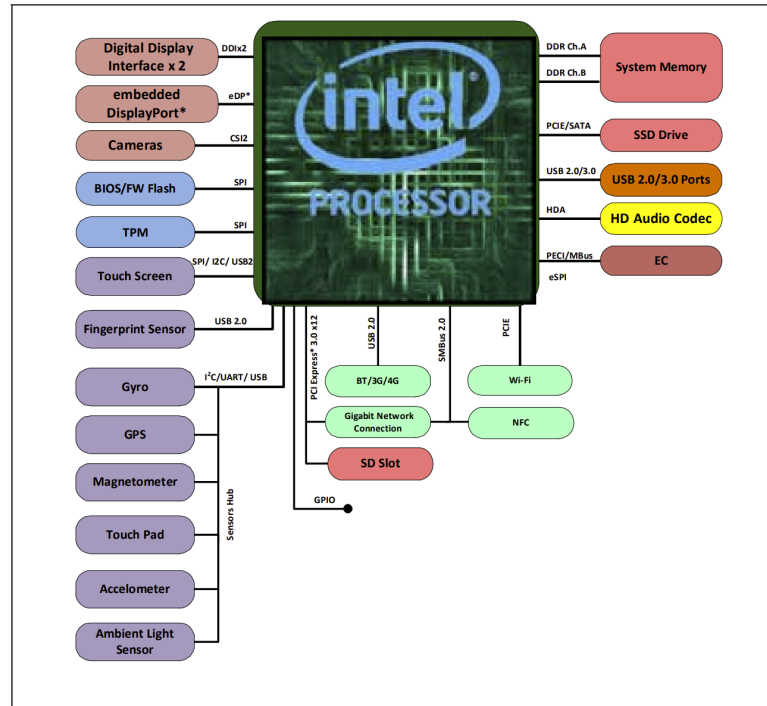 Digital Display
Interface x 2
DDIx2
embedded
DisplayPort*
eDP*
Cameras
CSI2
BIOS/FW Flash
SPI
TPM
SPI
Touch Screen
SPI/ I2C/ USB2
Fingerprint Sensor
USB 2.0
Gyro
I²C/UART/ USB
GPS
Magnetometer
Touch Pad
Accelometer
Ambient Light
Sensor
Sensors Hub
intel®
PROCESSOR
DDR Ch.A
DDR Ch.B
System Memory
PCIE/SATA
SSD Drive
USB 2.0/3.0
USB 2.0/3.0 Ports
HDA
HD Audio Codec
PECI/MBus
eSPI
EC
PCI Express* 3.0 x12
USB 2.0
SMBus 2.0
PCIE
BT/3G/4G
Wi-Fi
Gigabit Network
Connection
NFC
SD Slot
GPIO